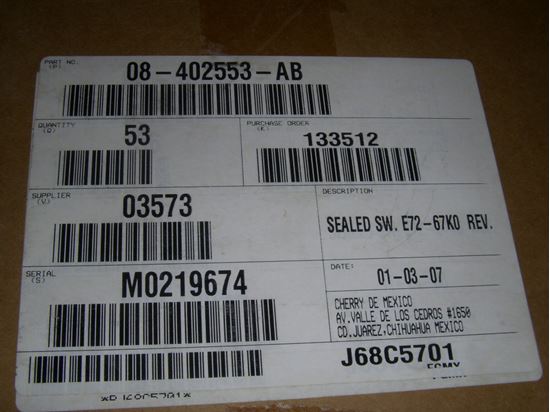 PART NO.
(P)
08-402553-AB
QUANTITY
(Q)
53
PURCHASE ORDER
(K)
133512
SUPPLIER
(V)
03573
DESCRIPTION
SEALED SW. E72-67K0 REV.
SERIAL
(S)
M0219674
DATE:
01-03-07
CHERRY DE MEXICO
AV.VALLE DE LOS CEDROS #1650
CD.JUAREZ,CHIHUAHUA MEXICO
J68C5701